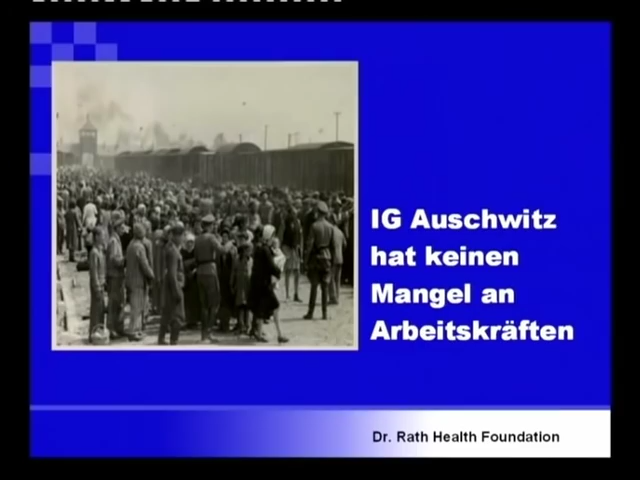 IG Auschwitz
hat keinen
Mangel an
Arbeitskräften
Dr. Rath Health Foundation